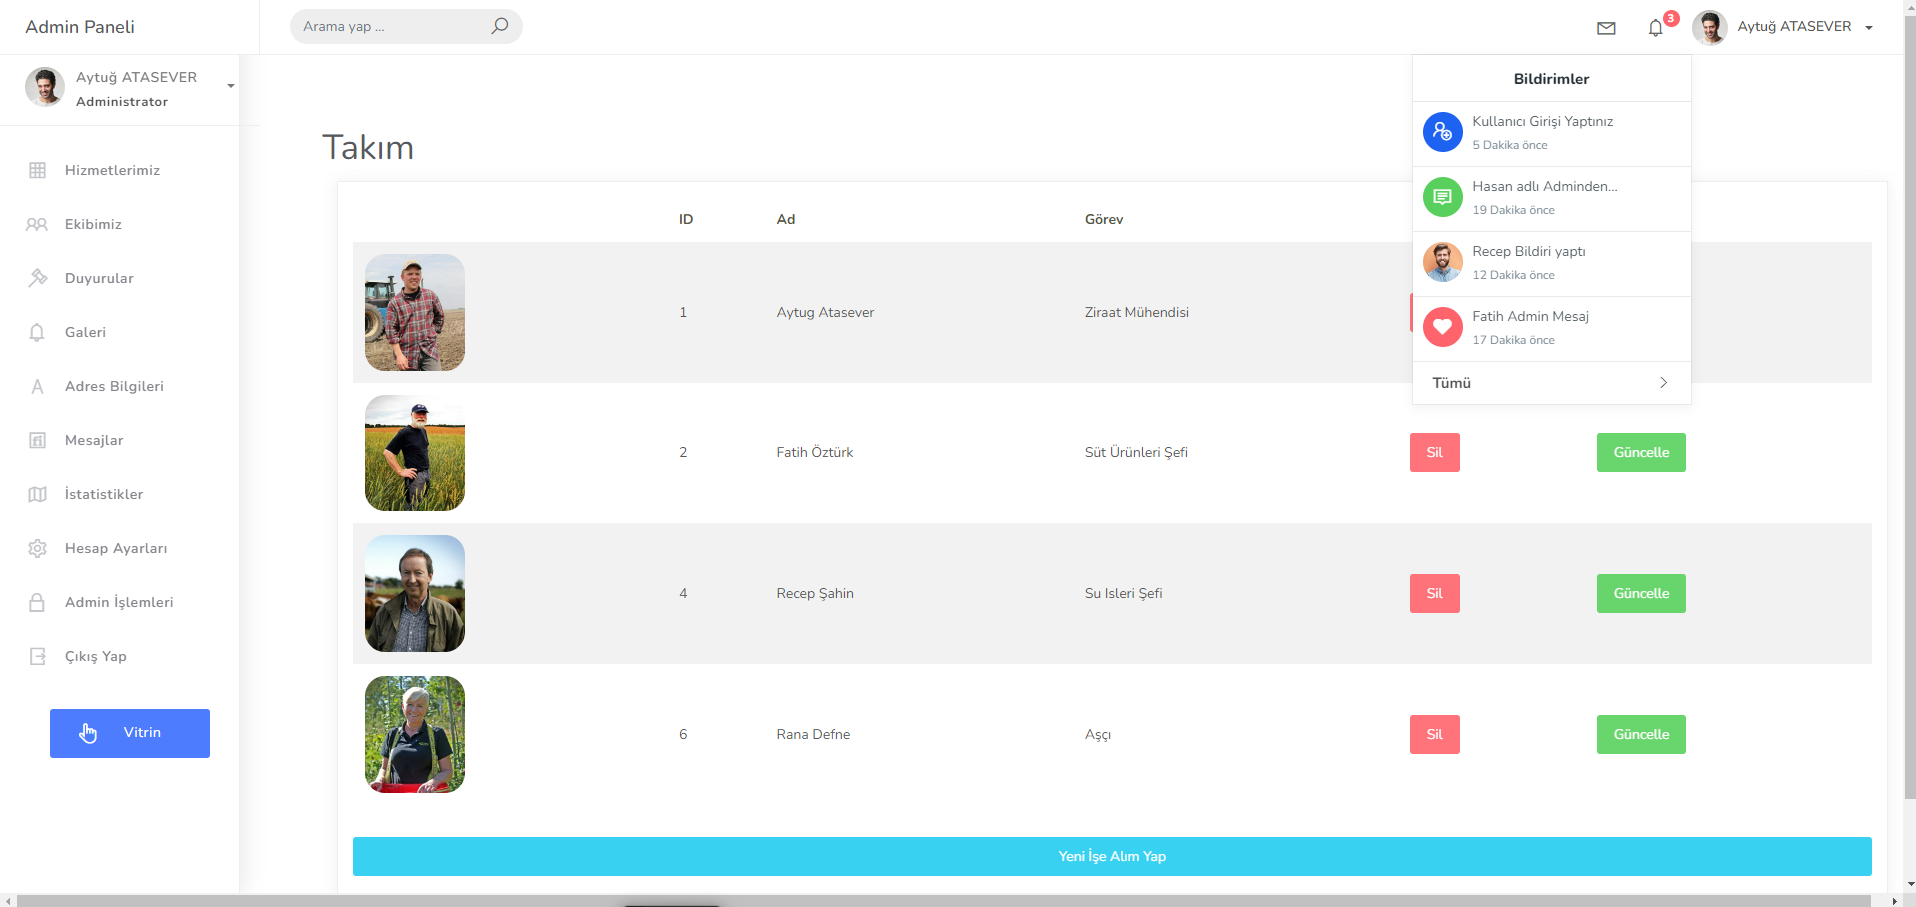 Admin Paneli
Arama yap ...
3
Aytuğ ATASEVER
Aytuğ ATASEVER
Administrator
Hizmetlerimiz
Ekibimiz
Duyurular
Galeri
Adres Bilgileri
Mesajlar
İstatistikler
Hesap Ayarları
Admin İşlemleri
Çıkış Yap
Vitrin
Takım
ID Ad Görev
1 Aytug Atasever Ziraat Mühendisi
2 Fatih Öztürk Süt Ürünleri Şefi Sil Güncelle
4 Recep Şahin Su Isleri Şefi Sil Güncelle
6 Rana Defne Aşçı Sil Güncelle
Yeni İşe Alım Yap
Bildirimler
Kullanıcı Girişi Yaptınız
5 Dakika önce
Hasan adlı Adminden...
19 Dakika önce
Recep Bildiri yaptı
12 Dakika önce
Fatih Admin Mesaj
17 Dakika önce
Tümü